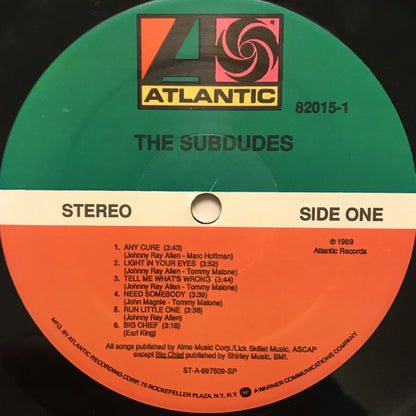 ATLANTIC
82015-1
THE SUBDUDES
STEREO
SIDE ONE
℗ 1989
Atlantic Records
1. ANY CURE (3:43)
(Johnny Ray Allen - Marc Hoffman)
2. LIGHT IN YOUR EYES (3:52)
(Johnny Ray Allen - Tommy Malone)
3. TELL ME WHAT'S WRONG (3:44)
(Johnny Ray Allen - Tommy Malone)
4. NEED SOMEBODY (3:39)
(John Magnie - Tommy Malone)
5. RUN LITTLE ONE (3:36)
(Johnny Ray Allen)
6. BIG CHIEF (3:18)
(Earl King)
All songs published by Almo Music Corp./Lick Skillet Music, ASCAP
except Big Chief published by Shirley Music, BMI.
ST-A-897509-SP
MFG. BY ATLANTIC RECORDING CORP. 75 ROCKEFELLER PLAZA, N.Y., N.Y. A WARNER COMMUNICATIONS COMPANY